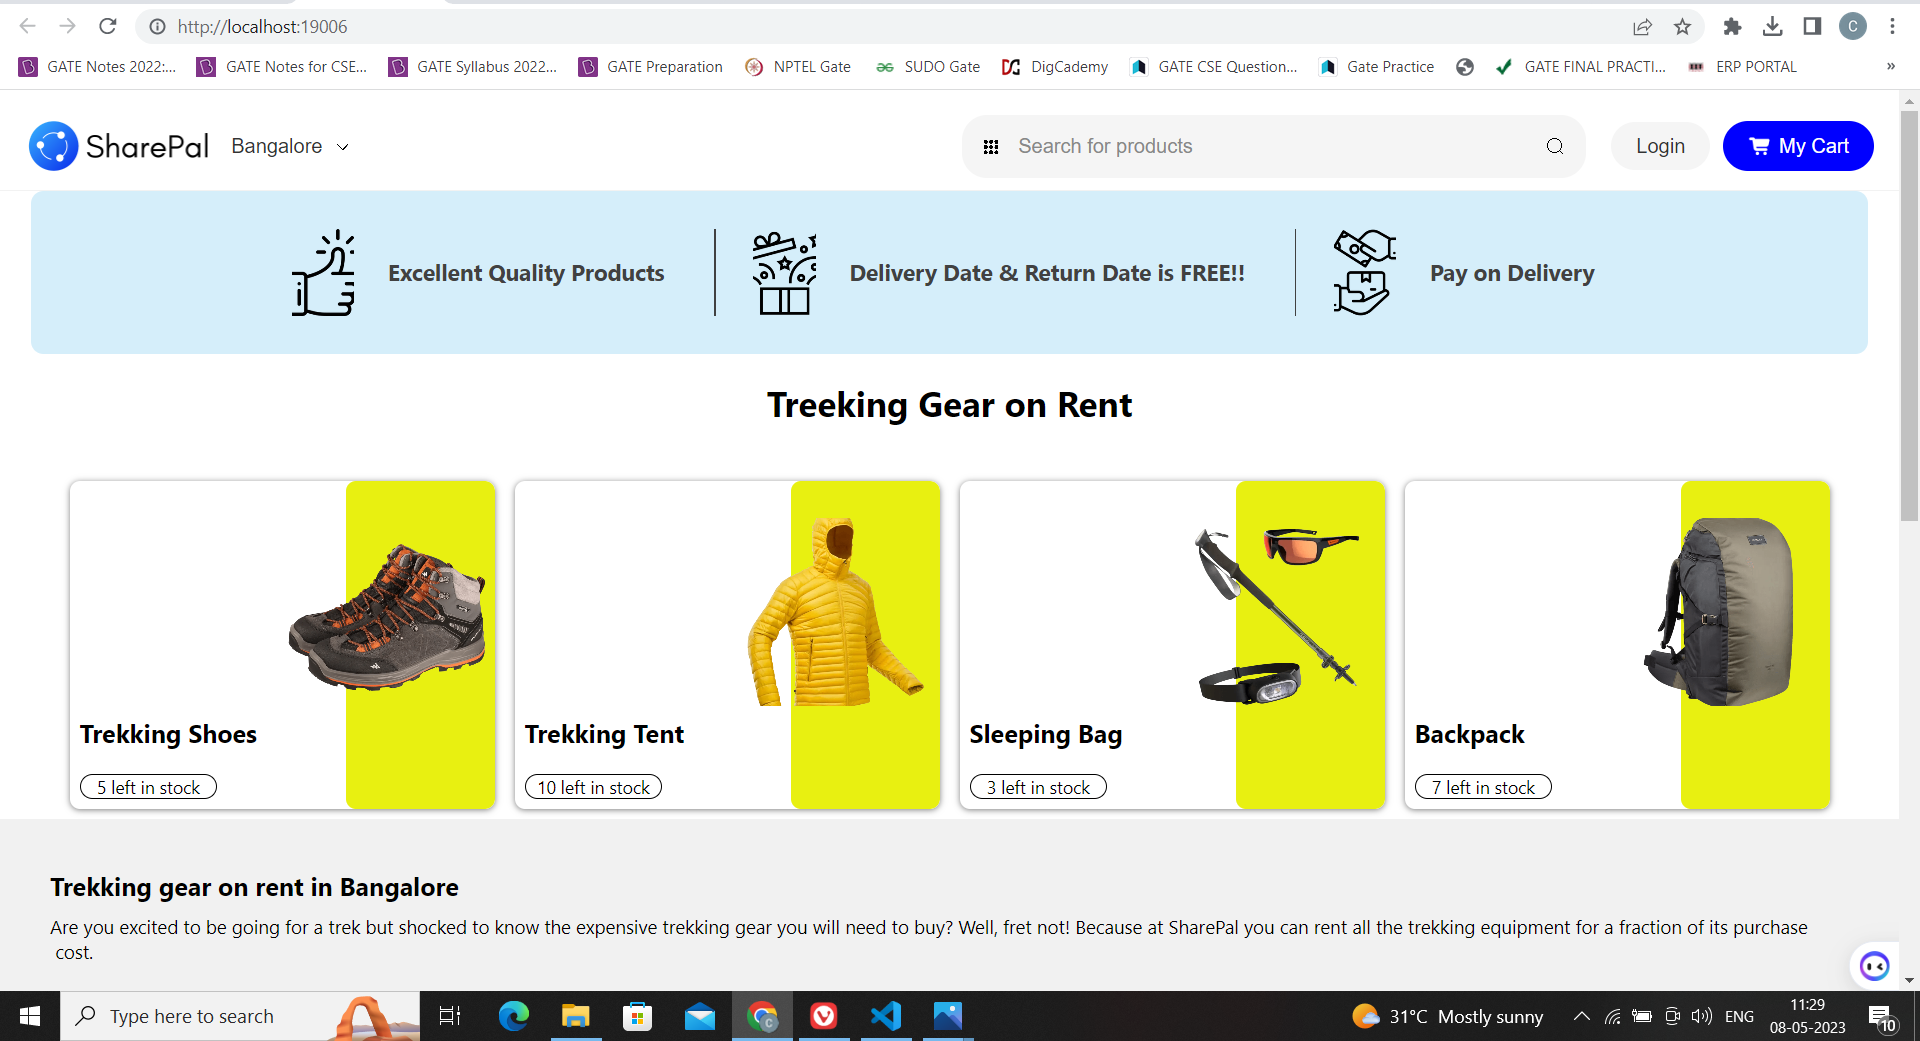 http://localhost:19006
GATE Notes 2022:... GATE Notes for CSE... GATE Syllabus 2022... GATE Preparation NPTEL Gate SUDO Gate DigCademy GATE CSE Question... Gate Practice GATE FINAL PRACTI... ERP PORTAL »
C
SharePal Bangalore Search for products Login My Cart
Excellent Quality Products Delivery Date & Return Date is FREE!! Pay on Delivery
Treeking Gear on Rent
Trekking Shoes Trekking Tent Sleeping Bag Backpack
5 left in stock 10 left in stock 3 left in stock 7 left in stock
Trekking gear on rent in Bangalore
Are you excited to be going for a trek but shocked to know the expensive trekking gear you will need to buy? Well, fret not! Because at SharePal you can rent all the trekking equipment for a fraction of its purchase
cost.
Type here to search 31°C Mostly sunny ENG 11:29
08-05-2023 10